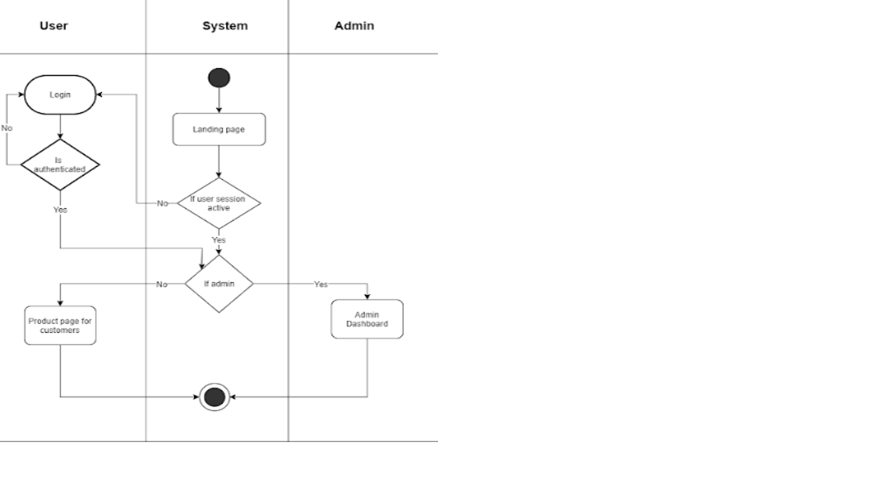 User
System
Admin
Login
Landing page
No
Is
authenticated
If user session
active
No
Yes
Yes
If admin
No
Yes
Product page for
customers
Admin
Dashboard